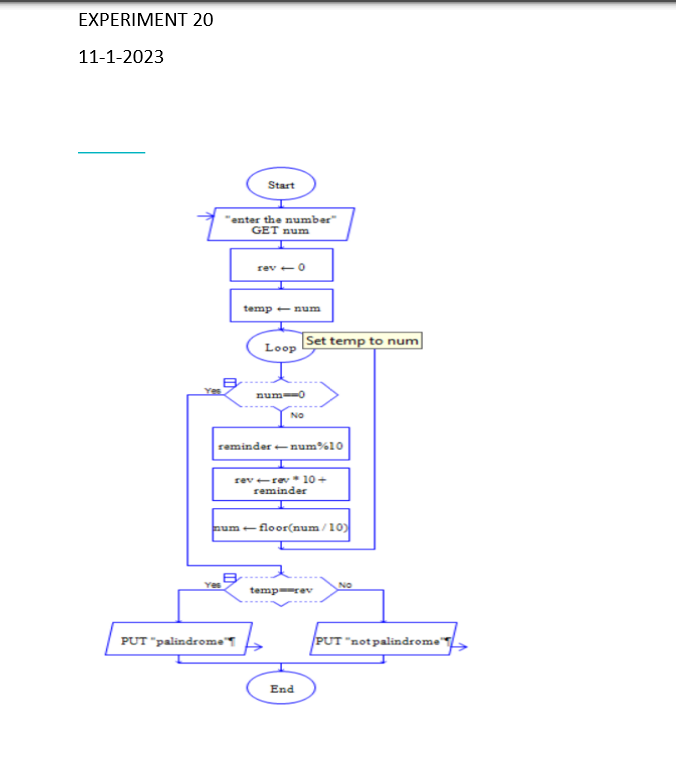 EXPERIMENT 20
11-1-2023
Start
"enter the number"
GET num
rev ← 0
temp ← num
Loop
Set temp to num
Yes
num==0
No
reminder ← num%10
rev ← rev * 10 +
reminder
num ← floor(num / 10)
Yes
temp==rev
No
PUT "palindrome"¶
PUT "not palindrome"¶
End